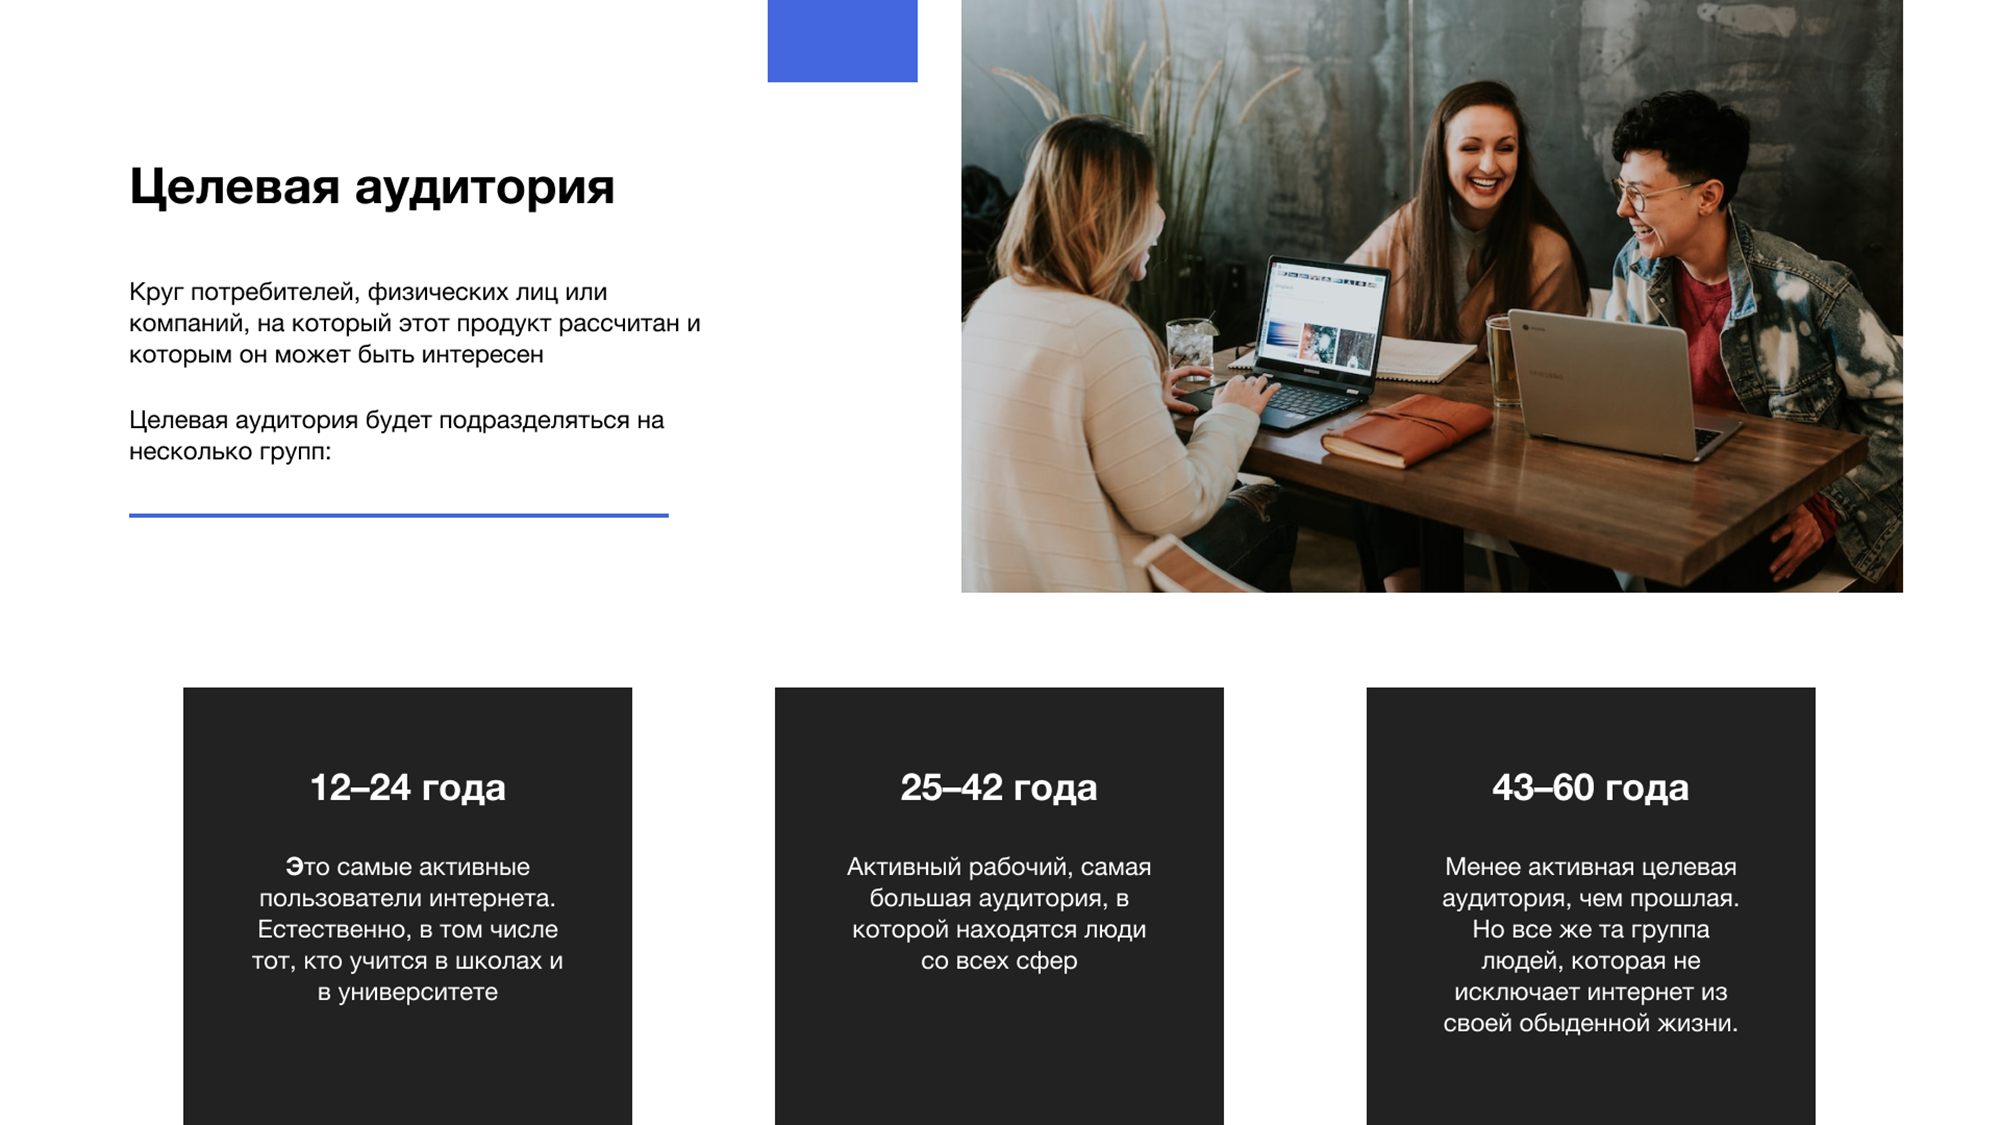 Целевая аудитория
Круг потребителей, физических лиц или
компаний, на который этот продукт рассчитан и
которым он может быть интересен
Целевая аудитория будет подразделяться на
несколько групп:
12–24 года
Это самые активные
пользователи интернета.
Естественно, в том числе
тот, кто учится в школах и
в университете
25–42 года
Активный рабочий, самая
большая аудитория, в
которой находятся люди
со всех сфер
43–60 года
Менее активная целевая
аудитория, чем прошлая.
Но все же та группа
людей, которая не
исключает интернет из
своей обыденной жизни.